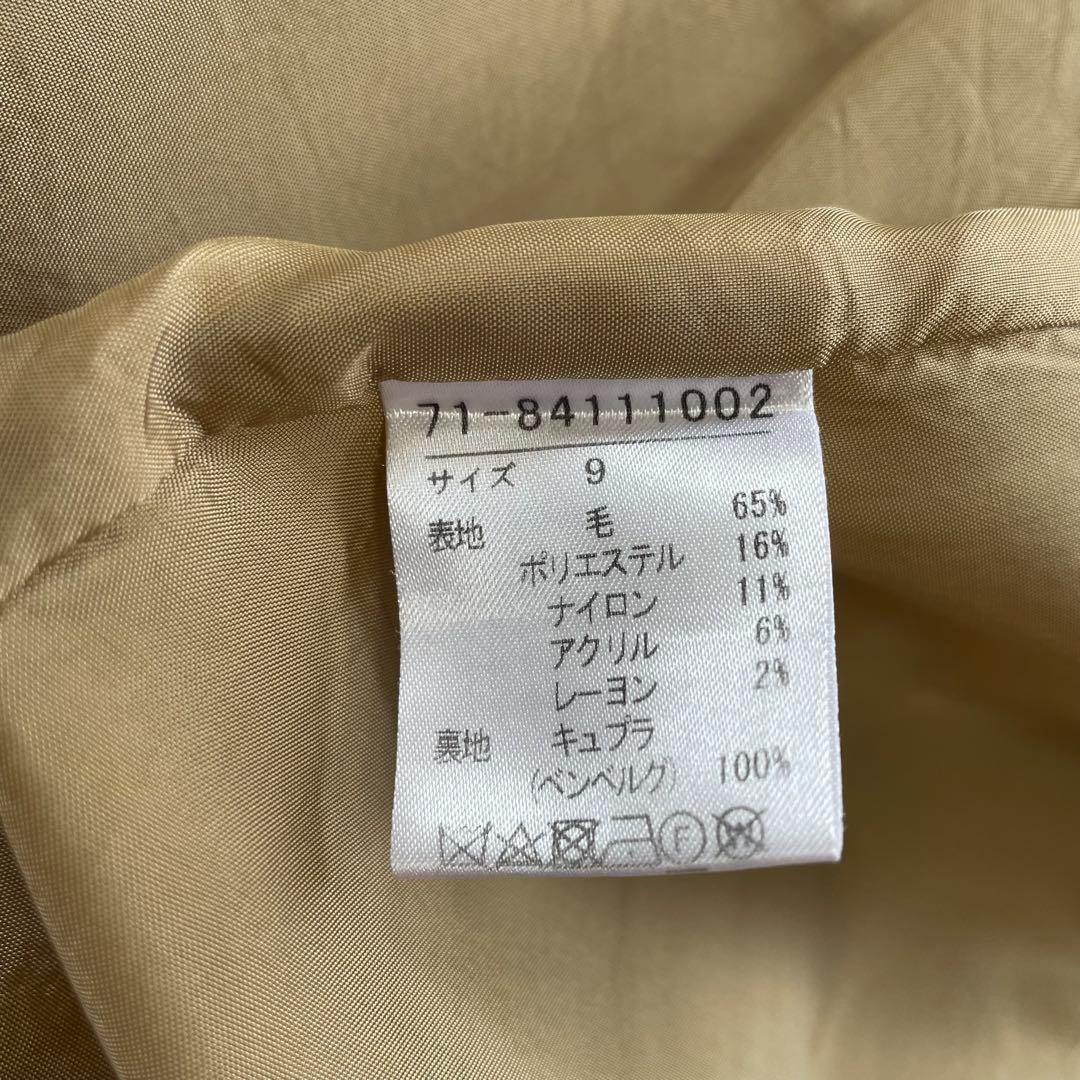 71-84111002
サイズ 9
表地 毛 65%
ポリエステル 16%
ナイロン 11%
アクリル 6%
レーヨン 2%
裏地 キュプラ
(ベンベルグ) 100%
F W